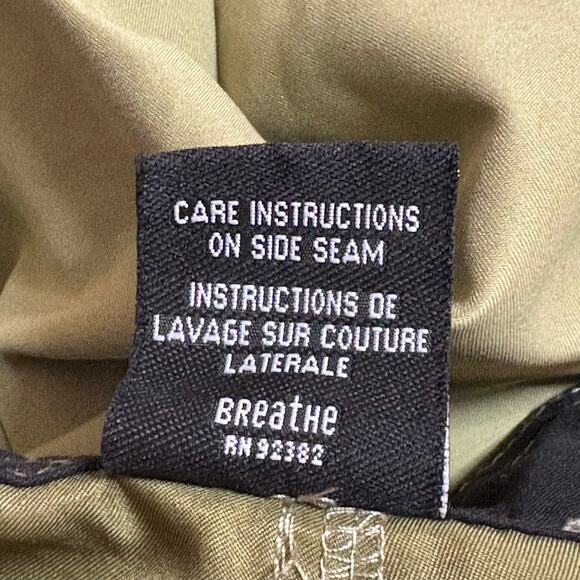 CARE INSTRUCTIONS
ON SIDE SEAM
INSTRUCTIONS DE
LAVAGE SUR COUTURE
LATERALE
BReatHe
RN 92382